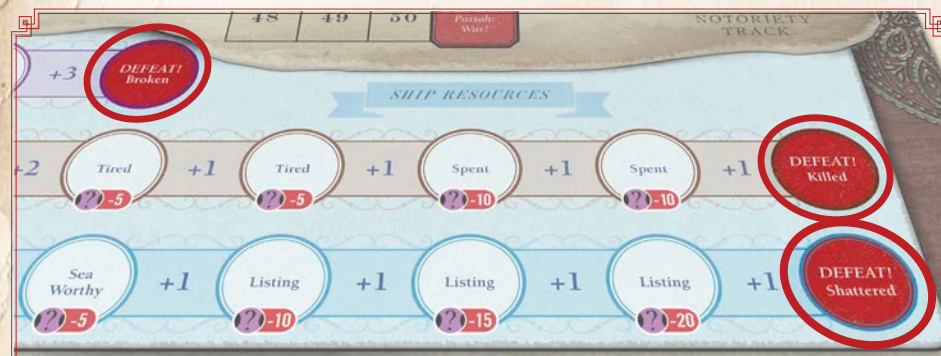 48 49 50 Pariah: War!
NOTORIETY
TRACK
+3 DEFEAT! Broken
SHIP RESOURCES
+2 Tired +1 Tired +1 Spent +1 Spent +1 DEFEAT! Killed
? -5 ? -5 ? -10 ? -10
Sea Worthy +1 Listing +1 Listing +1 Listing +1 DEFEAT! Shattered
? -5 ? -10 ? -15 ? -20